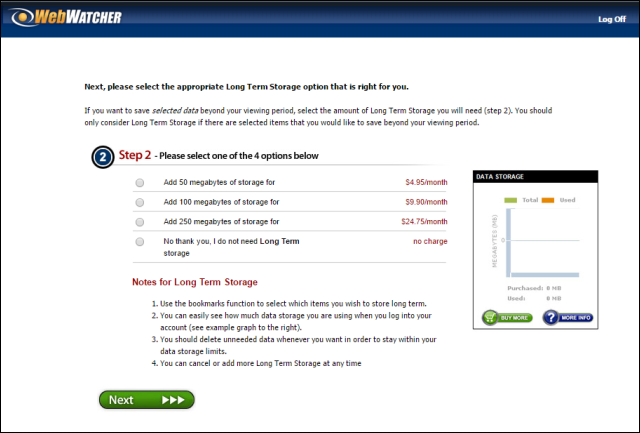 WebWatcher
Log Off
Next, please select the appropriate Long Term Storage option that is right for you.
If you want to save selected data beyond your viewing period, select the amount of Long Term Storage you will need (step 2). You should
only consider Long Term Storage if there are selected items that you would like to save beyond your viewing period.
2 Step 2 - Please select one of the 4 options below
Add 50 megabytes of storage for $4.95/month
Add 100 megabytes of storage for $9.90/month
Add 250 megabytes of storage for $24.75/month
No thank you, I do not need Long Term no charge
storage
Notes for Long Term Storage
1. Use the bookmarks function to select which items you wish to store long term.
2. You can easily see how much data storage you are using when you log into your
account (see example graph to the right).
3. You should delete unneeded data whenever you want in order to stay within your
data storage limits.
4. You can cancel or add more Long Term Storage at any time
Next
DATA STORAGE
Total Used
MEGABYTES (MB)
0
Purchased: 0 MB
Used: 0 MB
BUY MORE ? MORE INFO